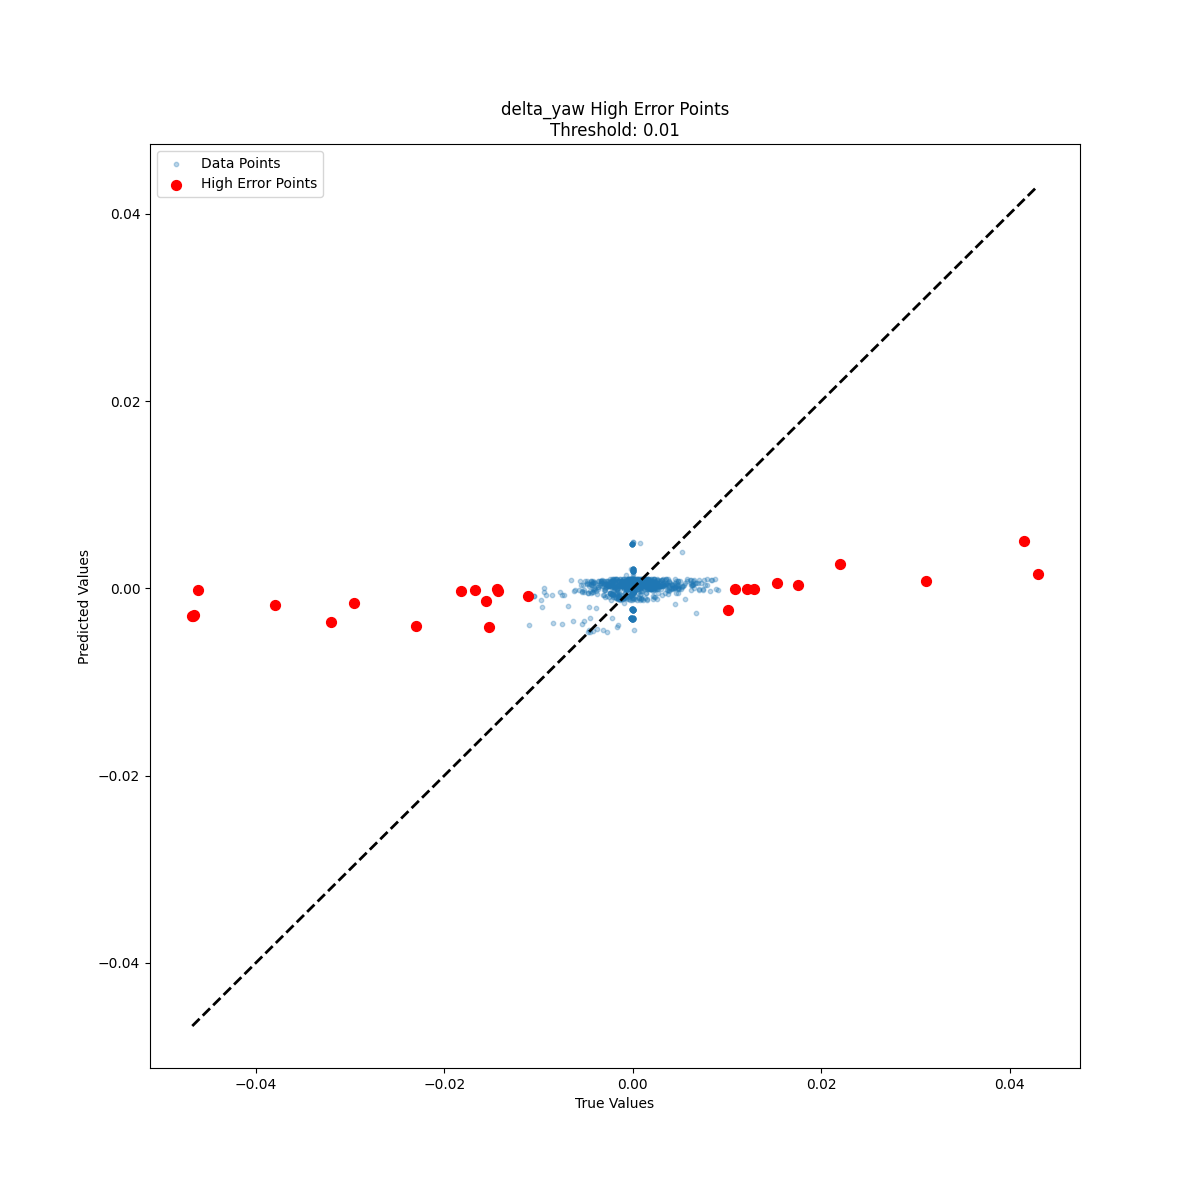 delta_yaw High Error Points
Threshold: 0.01
Data Points
High Error Points
0.04
0.02
0.00
−0.02
−0.04
Predicted Values
−0.04
−0.02
0.00
0.02
0.04
True Values